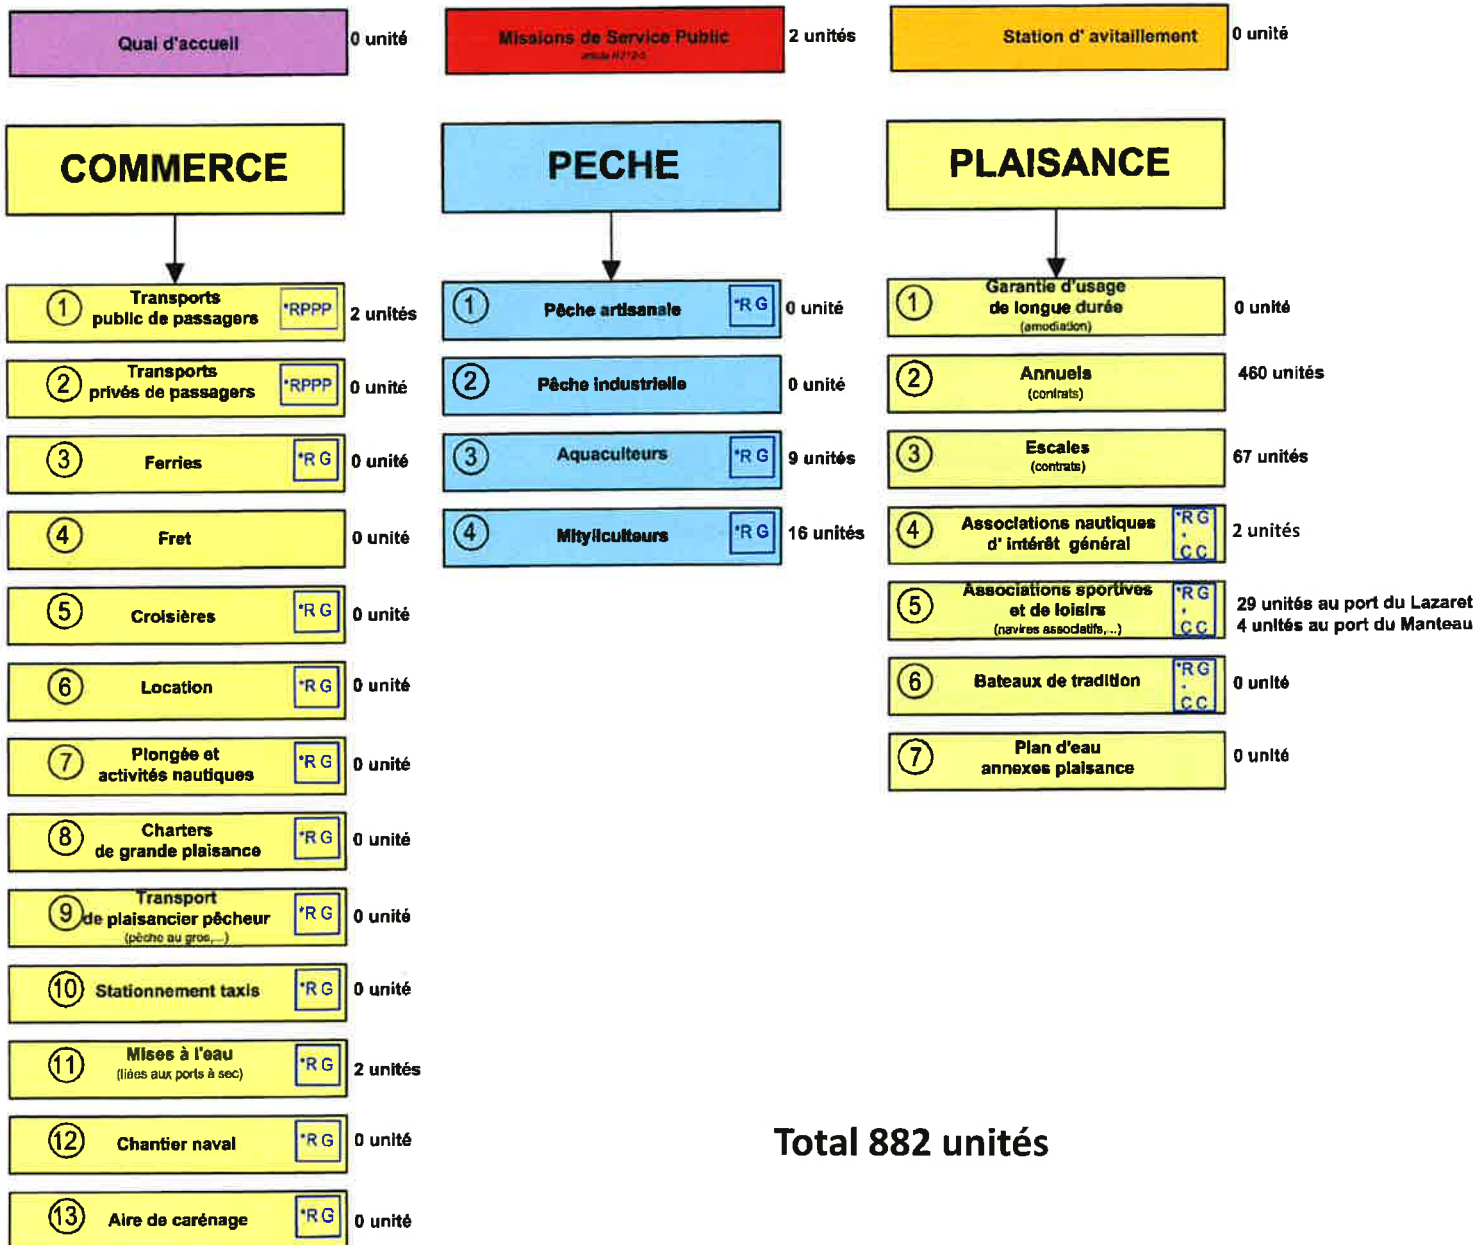 Quai d'accueil
0 unité
Missions de Service Public
2 unités
Station d' avitaillement
0 unité
COMMERCE
1
Transports
public de passagers
*RPPP
2 unités
2
Transports
privés de passagers
*RPPP
0 unité
3
Ferries
*R G
0 unité
4
Fret
0 unité
5
Croisières
*R G
0 unité
6
Location
*R G
0 unité
7
Plongée et
activités nautiques
*R G
0 unité
8
Charters
de grande plaisance
*R G
0 unité
9
Transport
de plaisancier pêcheur
(pêche au gros,...)
*R G
0 unité
10
Stationnement taxis
*R G
0 unité
11
Mises à l'eau
(liées aux ports à sec)
*R G
2 unités
12
Chantier naval
*R G
0 unité
13
Aire de carénage
*R G
0 unité
PECHE
1
Pêche artisanale
*R G
0 unité
2
Pêche industrielle
0 unité
3
Aquaculteurs
*R G
9 unités
4
Mityliculteurs
*R G
16 unités
PLAISANCE
1
Garantie d'usage
de longue durée
(amodiation)
0 unité
2
Annuels
(contrats)
460 unités
3
Escales
(contrats)
67 unités
4
Associations nautiques
d' intérêt général
*R G
.
C C
2 unités
5
Associations sportives
et de loisirs
(navires associatifs,...)
*R G
.
C C
29 unités au port du Lazaret
4 unités au port du Manteau
6
Bateaux de tradition
*R G
.
C C
0 unité
7
Plan d'eau
annexes plaisance
0 unité
Total 882 unités